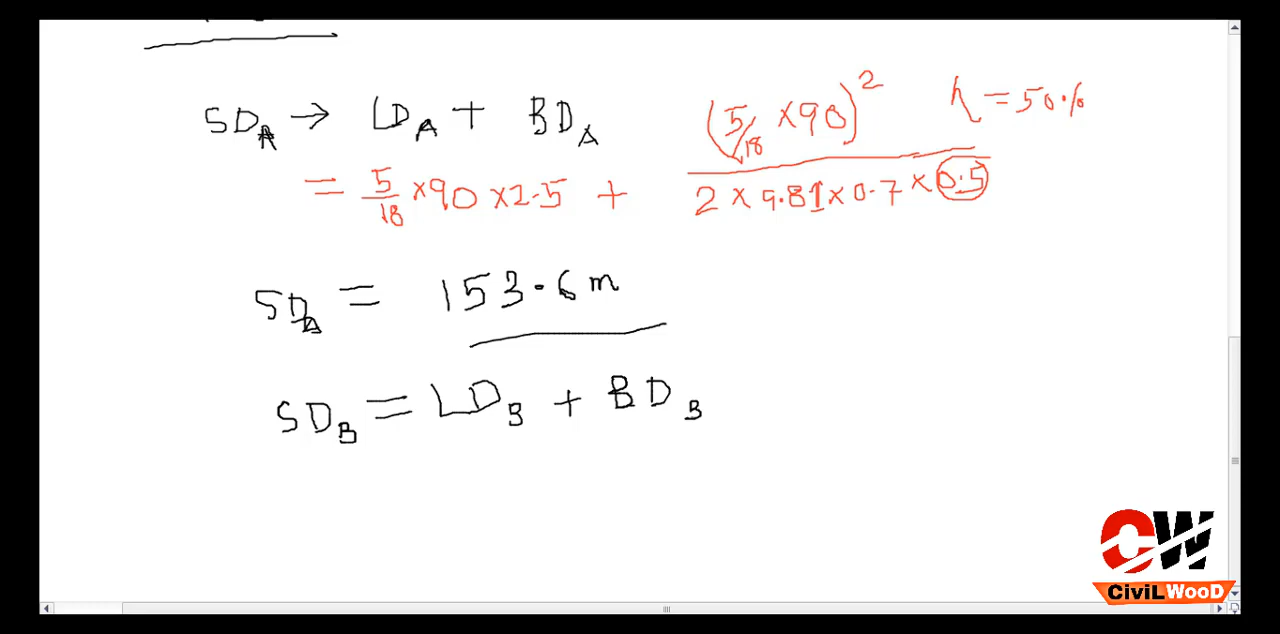 SD_A → LD_A + BD_A
η = 50%
= 5/18 × 90 × 2.5 + (5/18 × 90)^2 / 2 × 9.81 × 0.7 × 0.5
SD_A = 153.6 m
SD_B = LD_B + BD_B
CW
CiviLWooD